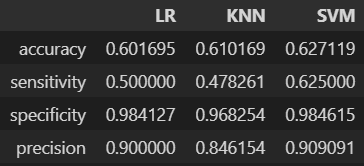 LR KNN SVM
accuracy 0.601695 0.610169 0.627119
sensitivity 0.500000 0.478261 0.625000
specificity 0.984127 0.968254 0.984615
precision 0.900000 0.846154 0.909091